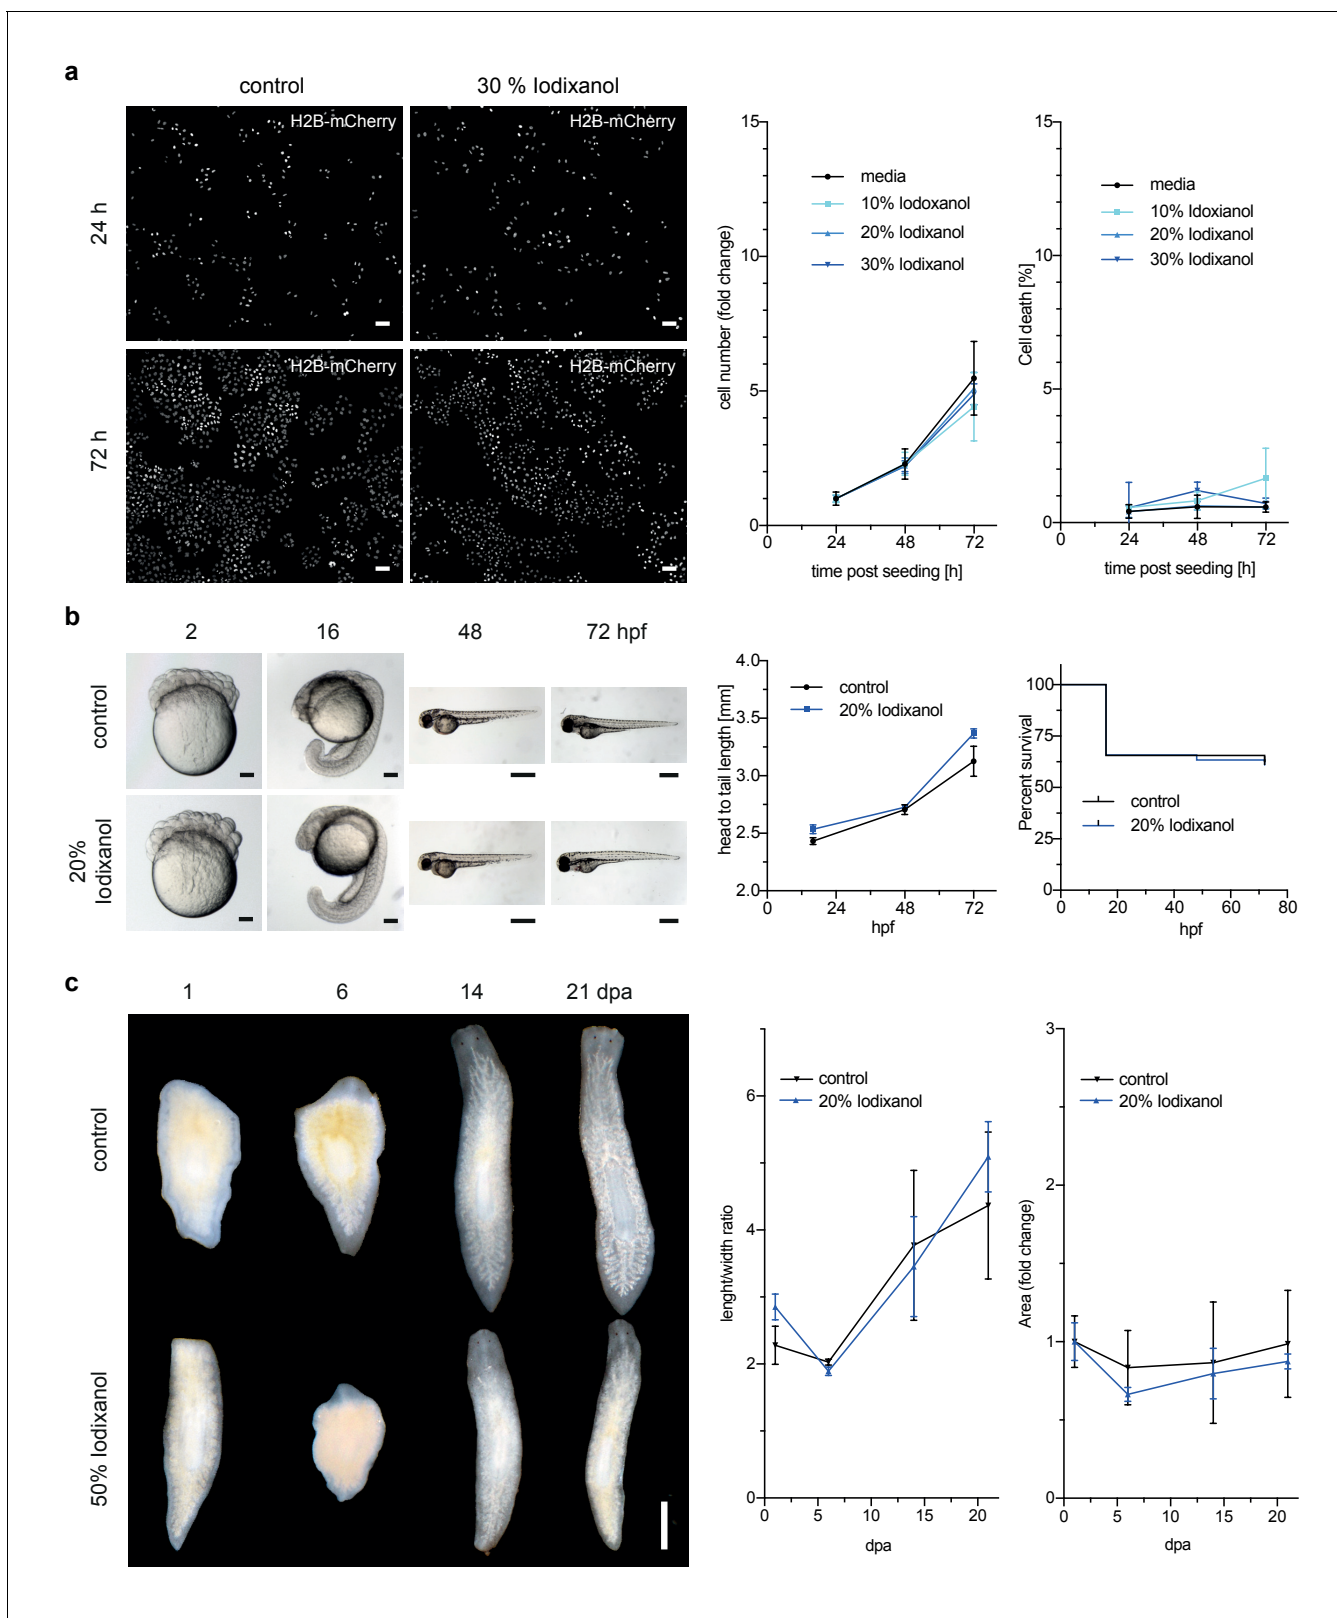 a
control
30 % Iodixanol
24 h
72 h
H2B-mCherry
H2B-mCherry
H2B-mCherry
H2B-mCherry
cell number (fold change)
15
10
5
0
media
10% Iodoxanol
20% Iodixanol
30% Iodixanol
0
24
48
72
time post seeding [h]
Cell death [%]
15
10
5
0
media
10% Idoxianol
20% Iodixanol
30% Iodixanol
0
24
48
72
time post seeding [h]
b
2
16
48
72 hpf
control
20%
Iodixanol
head to tail length [mm]
4.0
3.5
3.0
2.5
2.0
control
20% Iodixanol
0
24
48
72
hpf
Percent survival
100
75
50
25
0
control
20% Iodixanol
0
20
40
60
80
hpf
c
1
6
14
21 dpa
control
50% Iodixanol
lenght/width ratio
6
4
2
0
control
20% Iodixanol
0
5
10
15
20
dpa
Area (fold change)
3
2
1
0
control
20% Iodixanol
0
5
10
15
20
dpa